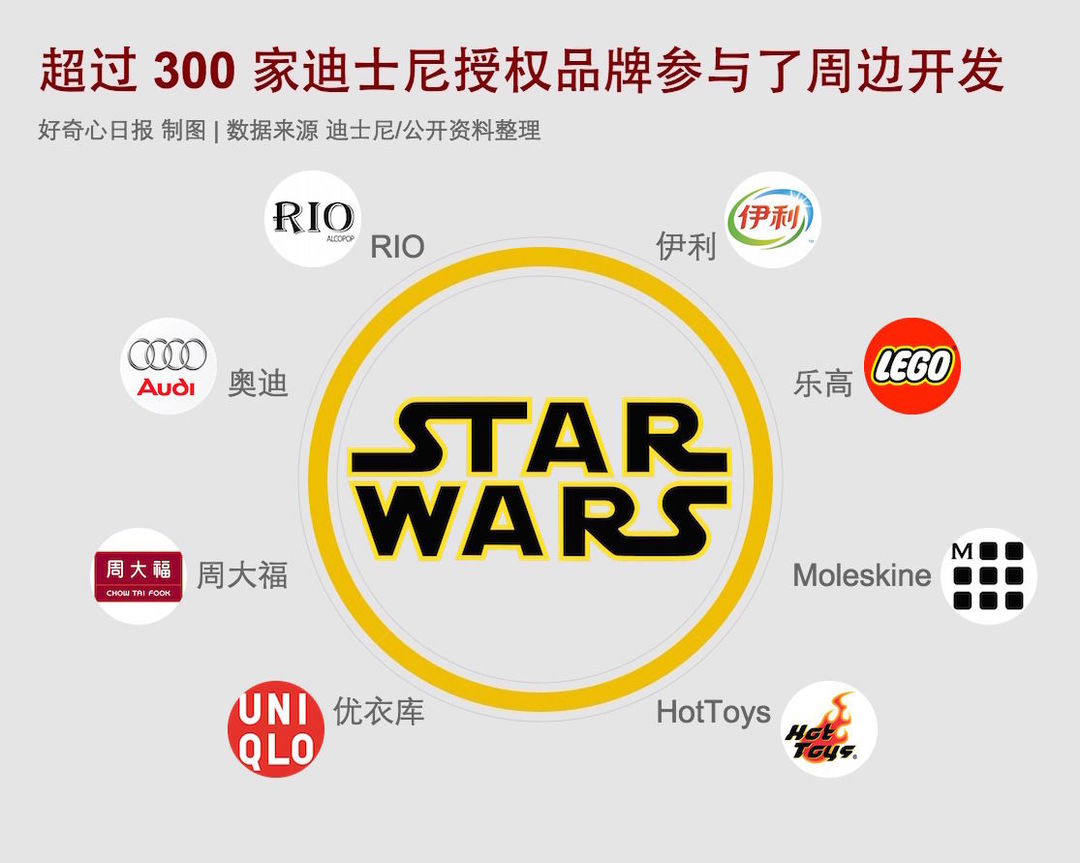 超过 300 家迪士尼授权品牌参与了周边开发
好奇心日报 制图 | 数据来源 迪士尼/公开资料整理
RIO
ALCOPOP
RIO
伊利
伊利
Audi
奥迪
乐高
LEGO
STAR
WARS
周大福
CHOW TAI FOOK
周大福
Moleskine
M
UNI
QLO
优衣库
HotToys
Hot
Toys